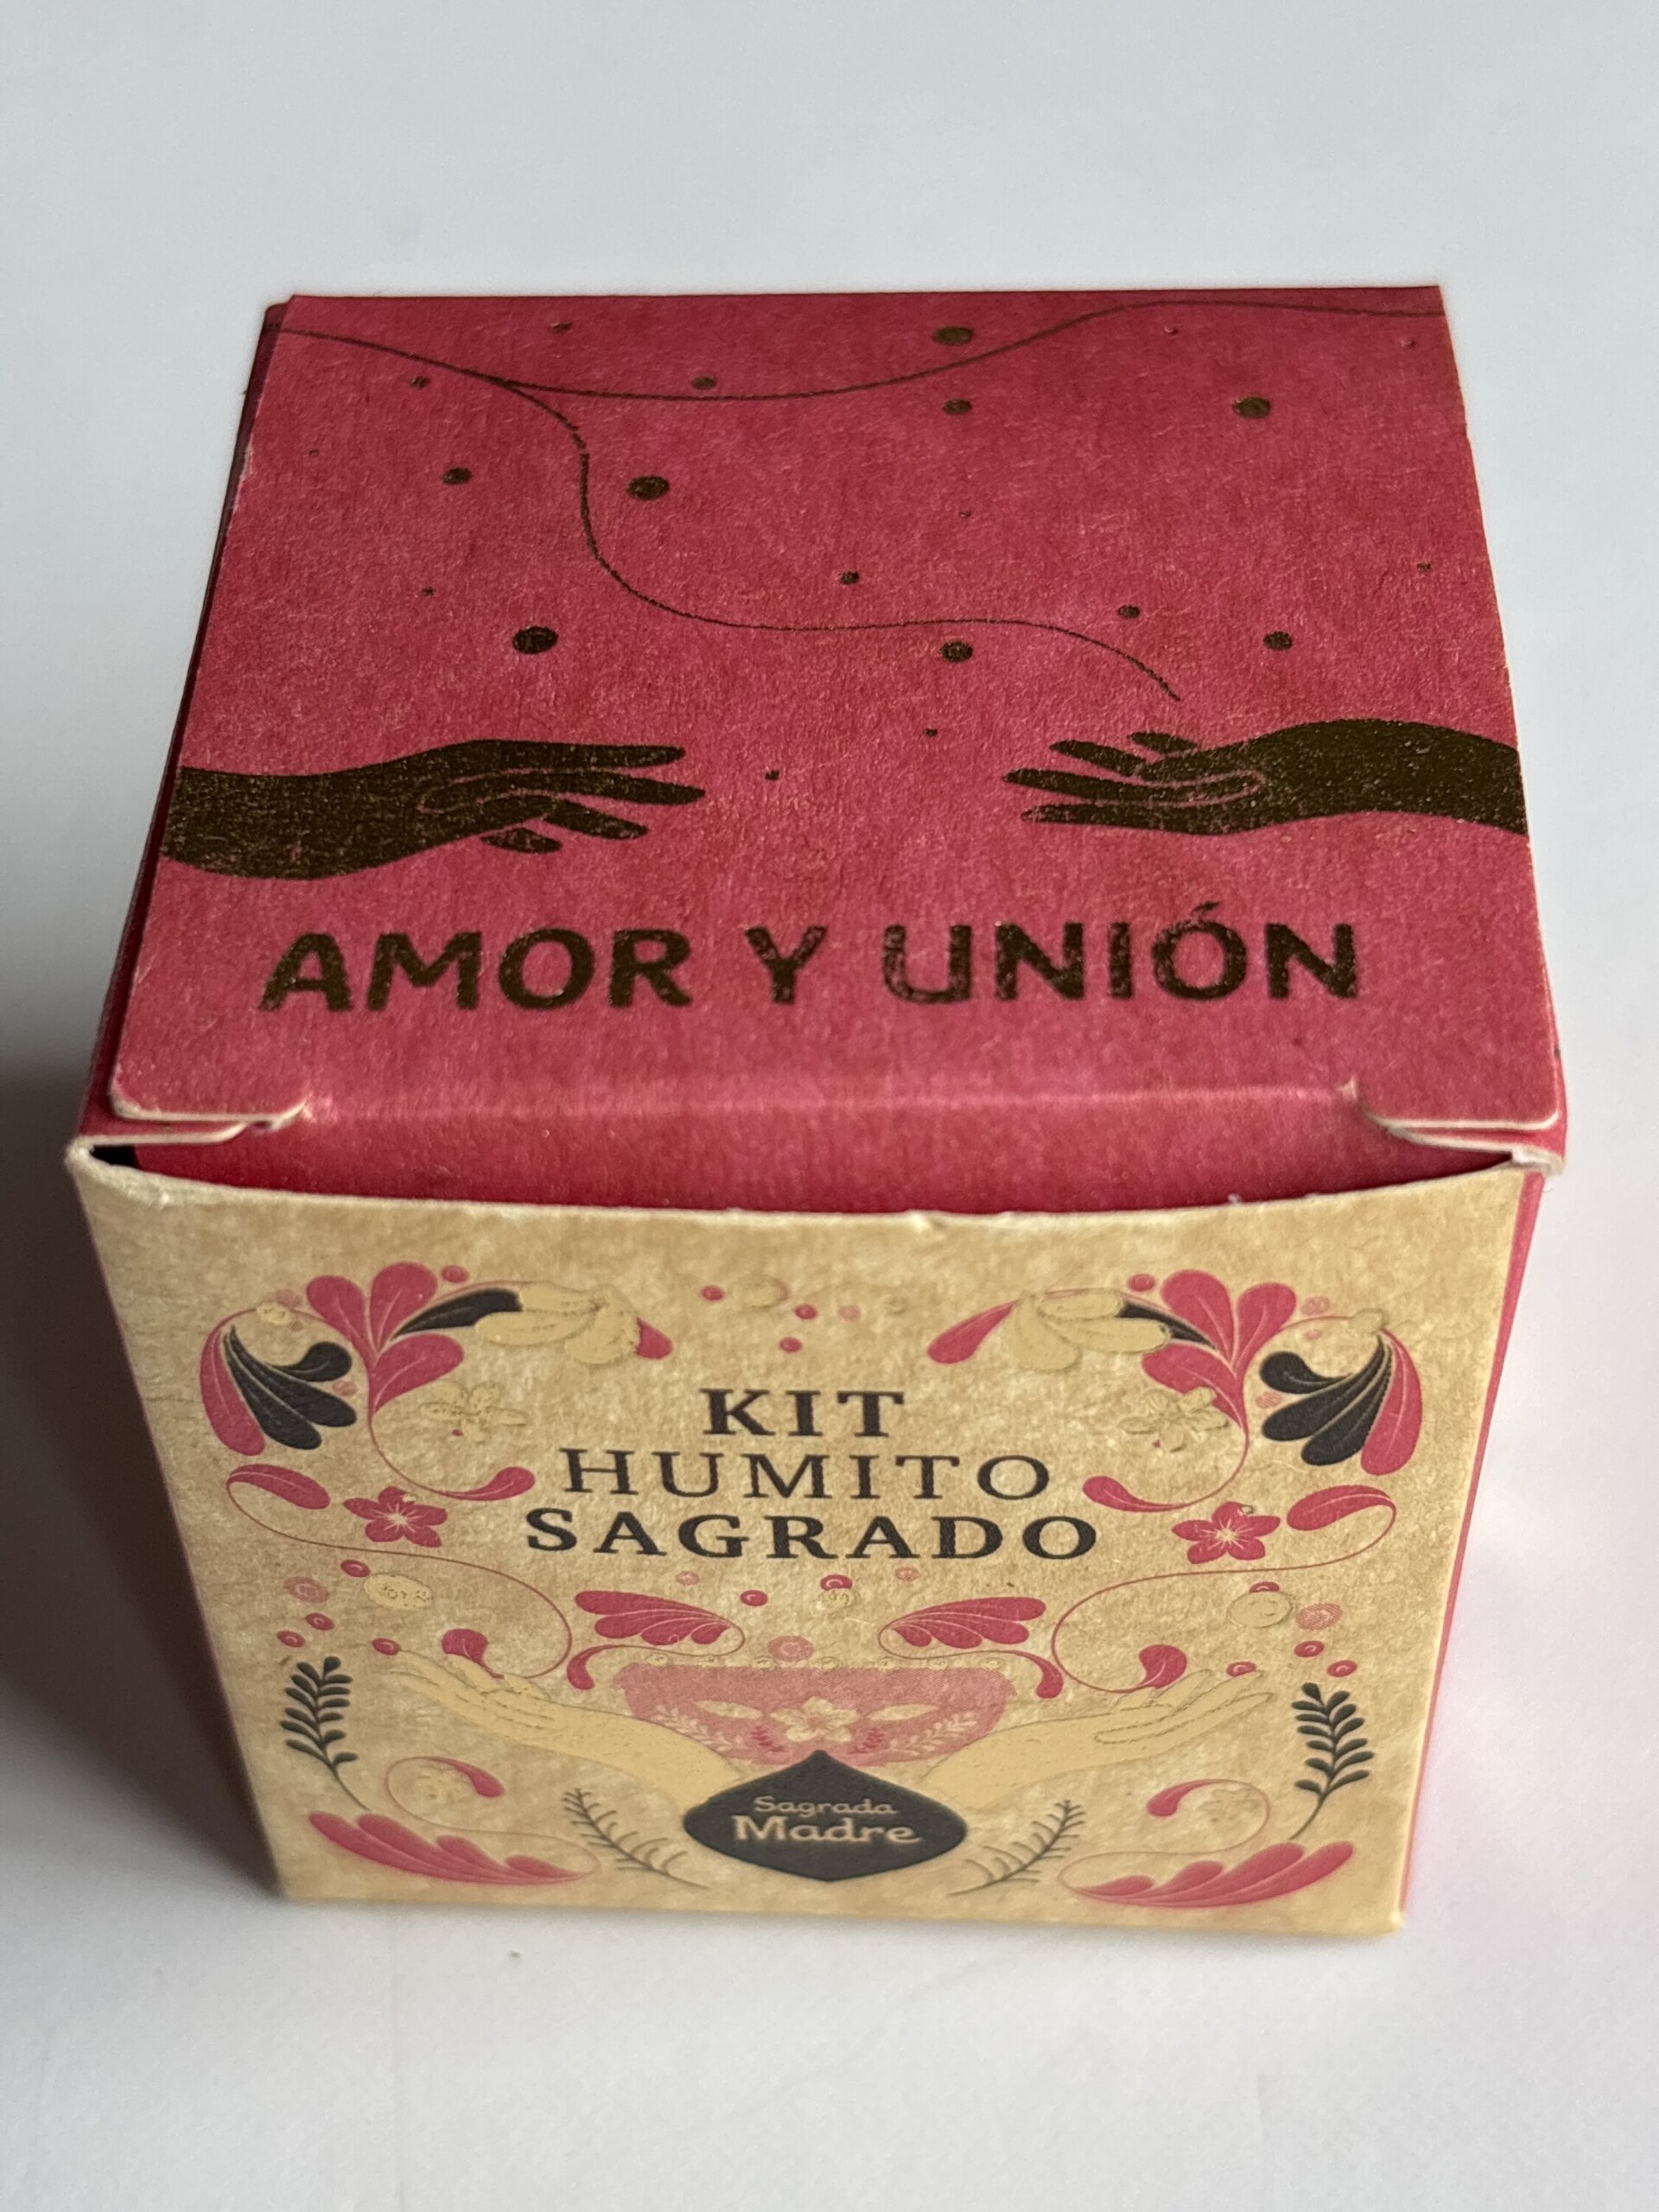 AMOR Y UNIÓN
KIT
HUMITO
SAGRADO
Sagrada
Madre